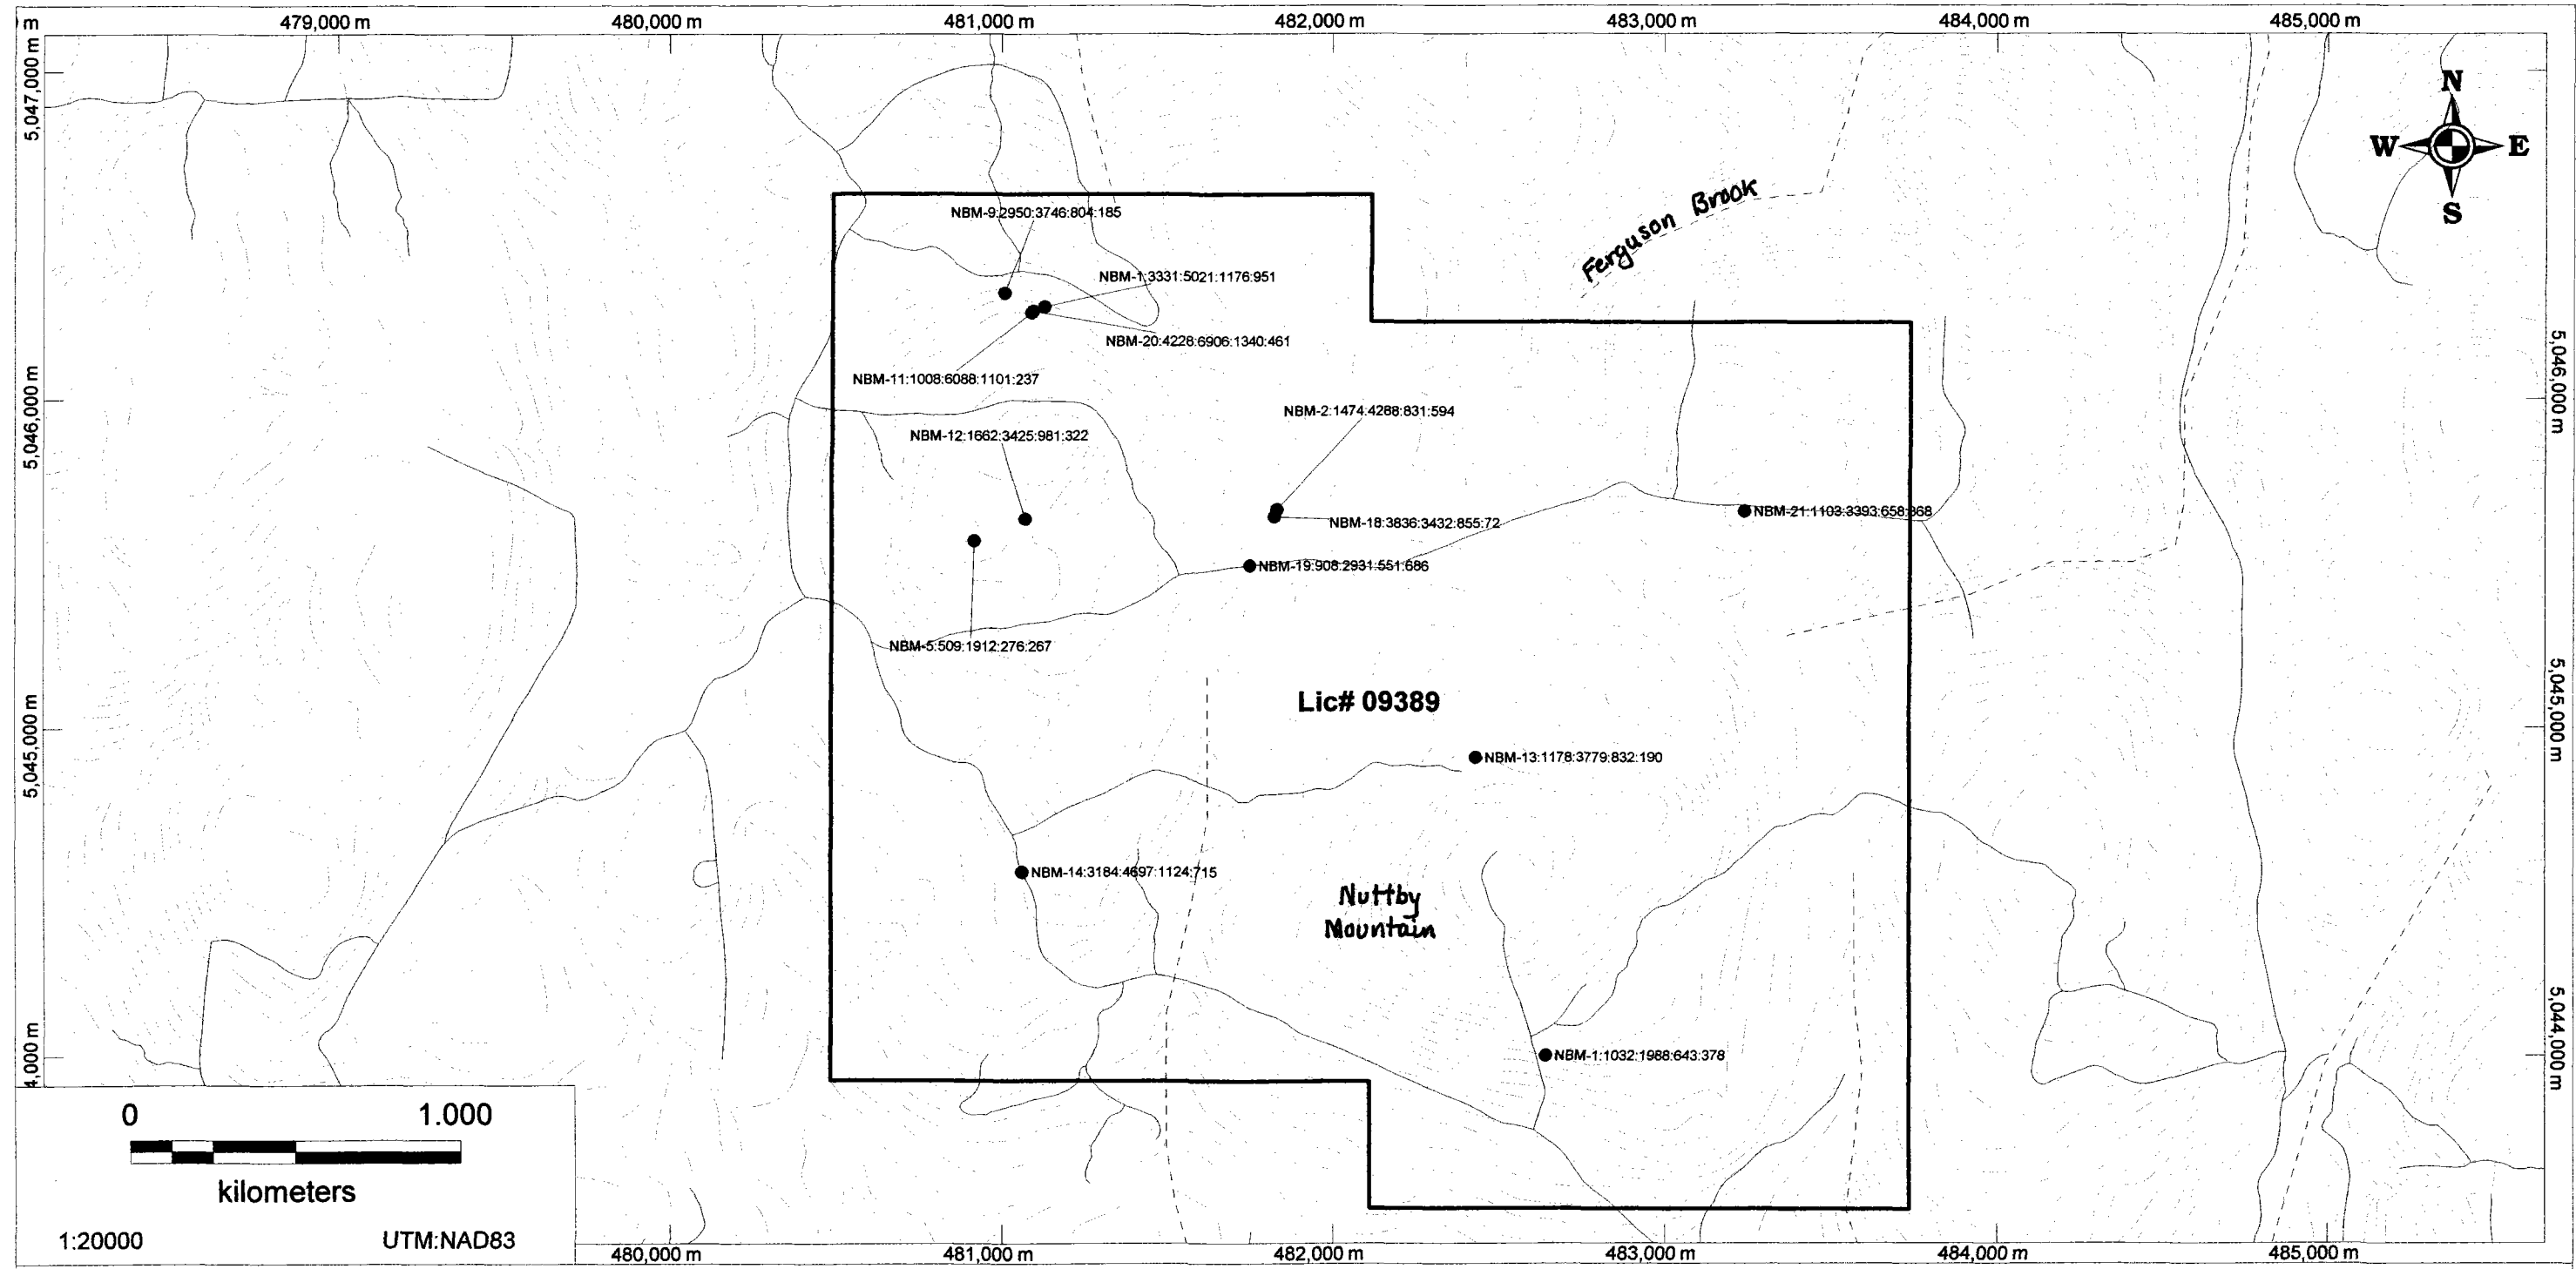 m
479,000 m
480,000 m
481,000 m
482,000 m
483,000 m
484,000 m
485,000 m
5,047,000 m
N
W E
S
Ferguson Brook
NBM-9:2950:3746:804:185
NBM-1:3331:5021:1176:951
NBM-20:4228:6906:1340:461
NBM-11:1008:6088:1101:237
5,046,000 m
5,046,000 m
NBM-2:1474:4288:831:594
NBM-12:1662:3425:981:322
NBM-18:3836:3432:855:72
NBM-21:1103:3393:658:868
NBM-19:908:2931:551:686
NBM-5:509:1912:276:267
Lic# 09389
5,045,000 m
5,045,000 m
NBM-13:1178:3779:832:190
NBM-14:3184:4697:1124:715
Nuttby
Mountain
NBM-1:1032:1988:643:378
4,000 m
5,044,000 m
0 1.000
kilometers
1:20000 UTM:NAD83
480,000 m
481,000 m
482,000 m
483,000 m
484,000 m
485,000 m